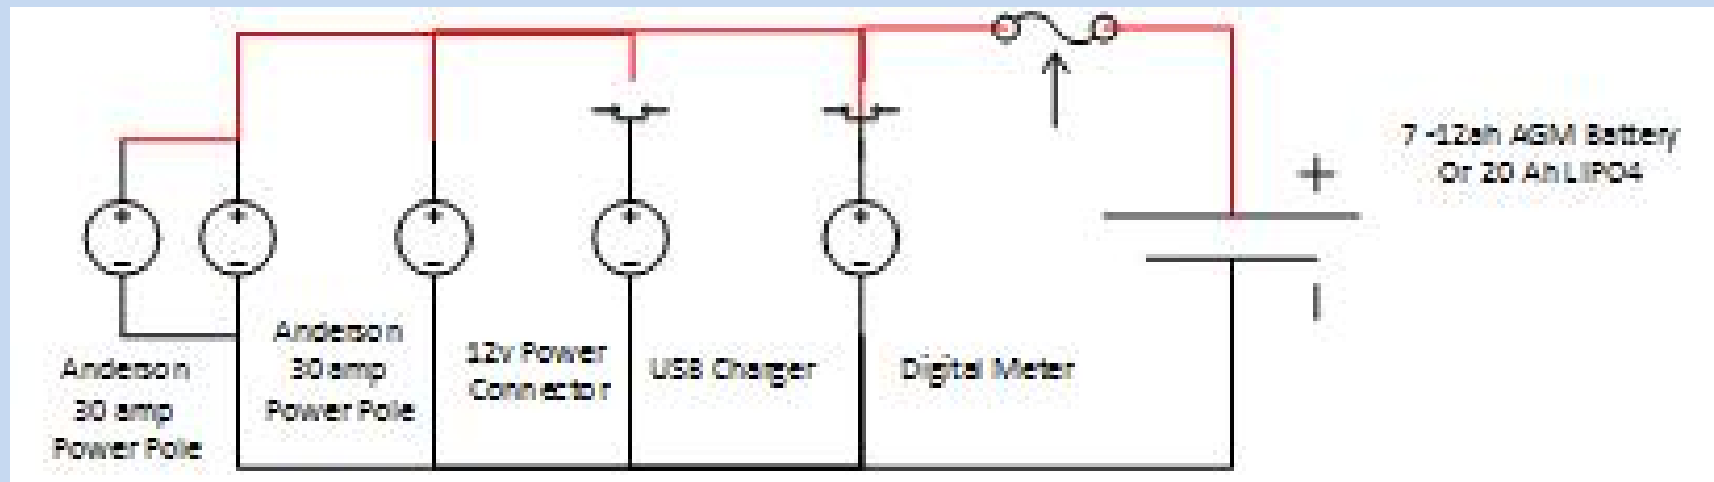 7 -12ah AGM Battery
Or 20 Ah LIPO4
Anderson
30 amp
Power Pole
Anderson
30 amp
Power Pole
12v Power
Connector
USB Charger
Digital Meter